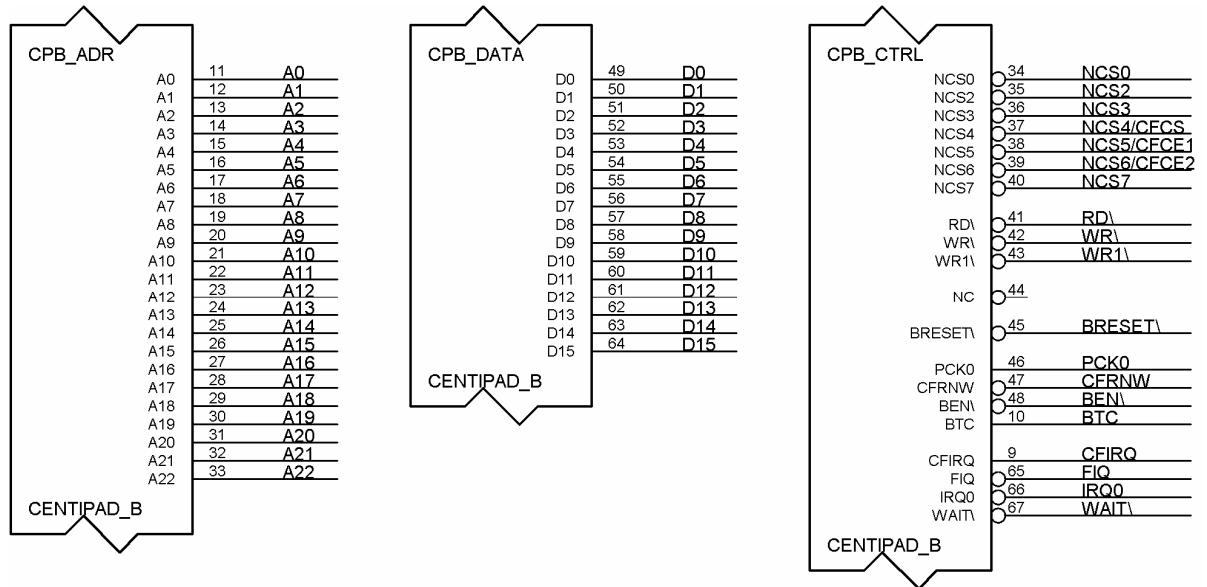 CPB_ADR
A0 11 A0
A1 12 A1
A2 13 A2
A3 14 A3
A4 15 A4
A5 16 A5
A6 17 A6
A7 18 A7
A8 19 A8
A9 20 A9
A10 21 A10
A11 22 A11
A12 23 A12
A13 24 A13
A14 25 A14
A15 26 A15
A16 27 A16
A17 28 A17
A18 29 A18
A19 30 A19
A20 31 A20
A21 32 A21
A22 33 A22
CENTIPAD_B
CPB_DATA
D0 49 D0
D1 50 D1
D2 51 D2
D3 52 D3
D4 53 D4
D5 54 D5
D6 55 D6
D7 56 D7
D8 57 D8
D9 58 D9
D10 59 D10
D11 60 D11
D12 61 D12
D13 62 D13
D14 63 D14
D15 64 D15
CENTIPAD_B
CPB_CTRL
NCS0 34 NCS0
NCS2 35 NCS2
NCS3 36 NCS3
NCS4 37 NCS4/CFCS
NCS5 38 NCS5/CFCE1
NCS6 39 NCS6/CFCE2
NCS7 40 NCS7
RD\ 41 RD\
WR\ 42 WR\
WR1\ 43 WR1\
NC 44
BRESET\ 45 BRESET\
PCK0 46 PCK0
CFRNW 47 CFRNW
BEN\ 48 BEN\
BTC 10 BTC
CFIRQ 9 CFIRQ
FIQ 65 FIQ
IRQ0 66 IRQ0
WAIT\ 67 WAIT\
CENTIPAD_B